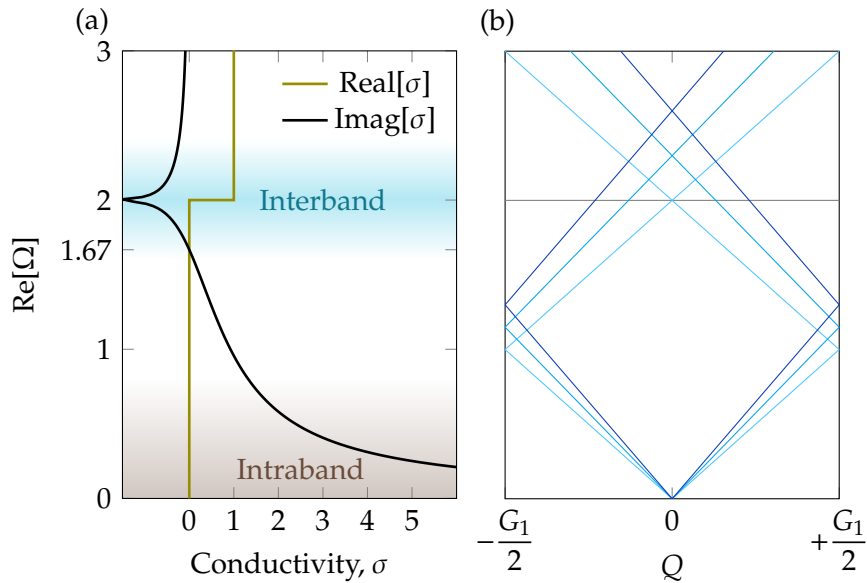 (a)
(b)
3
2
1.67
1
0
Re[Ω]
Real[σ]
Imag[σ]
Interband
Intraband
0 1 2 3 4 5
Conductivity, σ
−G₁/2 0 +G₁/2
Q